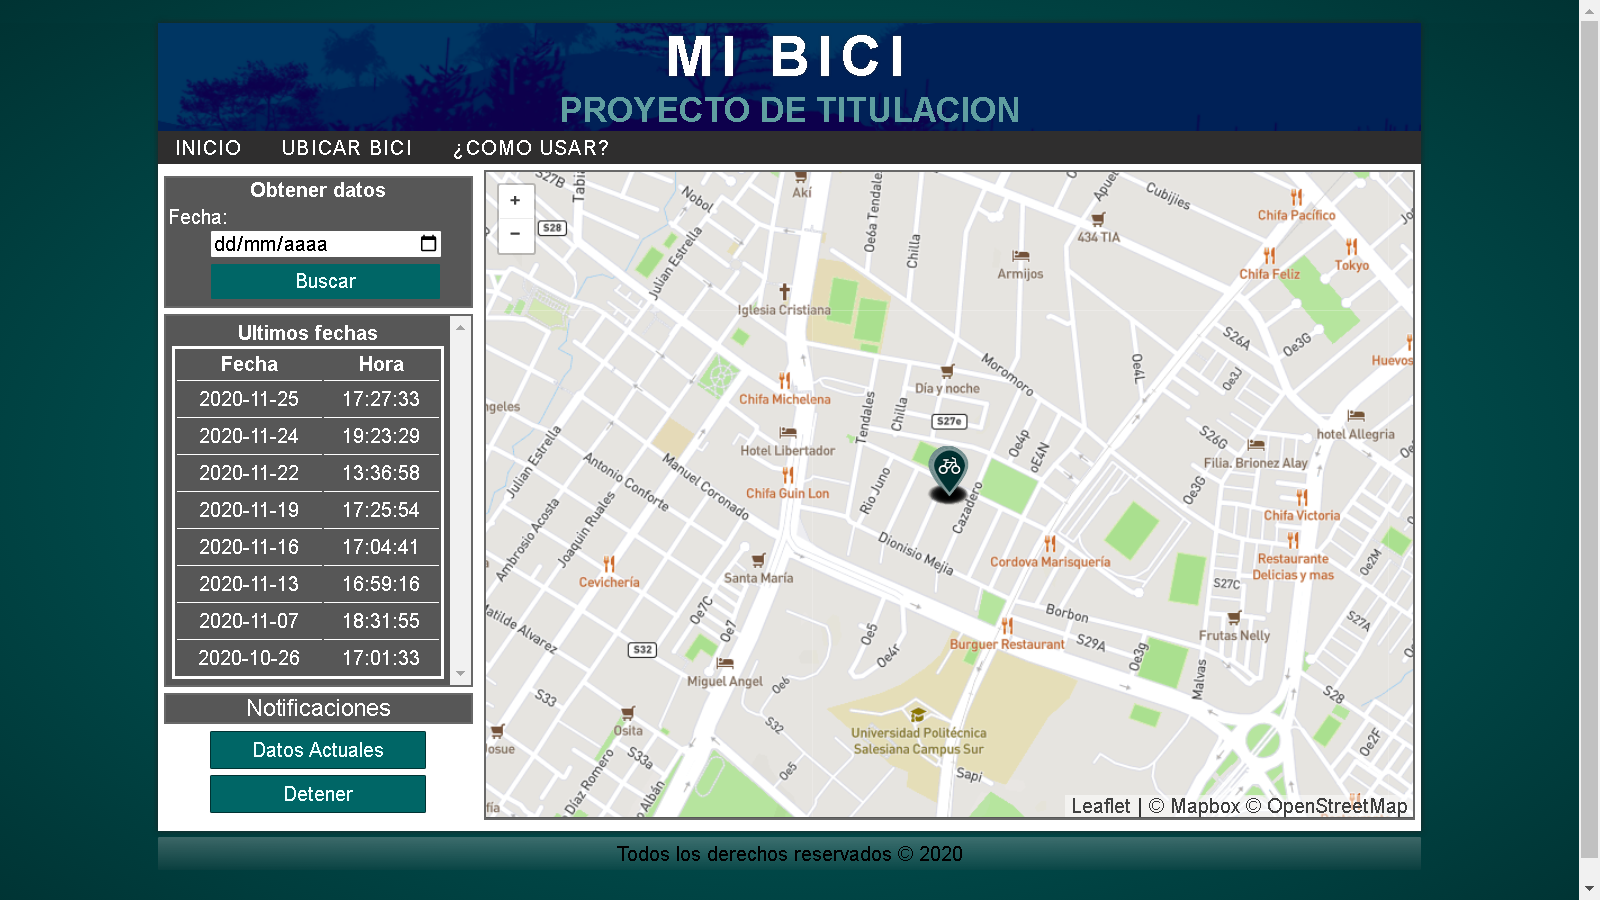 MI BICI
PROYECTO DE TITULACION
INICIO UBICAR BICI ¿COMO USAR?
Obtener datos
Fecha:
dd/mm/aaaa
Buscar
Ultimos fechas
Fecha Hora
2020-11-25 17:27:33
2020-11-24 19:23:29
2020-11-22 13:36:58
2020-11-19 17:25:54
2020-11-16 17:04:41
2020-11-13 16:59:16
2020-11-07 18:31:55
2020-10-26 17:01:33
Notificaciones
Datos Actuales
Detener
+
−
S27B
Tabia
Akí
Nobol
S28
Julian Estrella
Oe6a Tendales
Chilla
Apuel
Cubijies
434 TIA
Armijos
Chifa Pacífico
Chifa Feliz
Tokyo
Iglesia Cristiana
S26A
Oe3G
Huevos
Oe4L
Oe3J
Moromoro
Día y noche
Chifa Michelena
geles
Tendales
Chilla
S27e
Oe4p
oE4N
Hotel Libertador
S26G
hotel Allegria
Filia. Brionez Alay
Julian Estrella
Antonio Conforte
Manuel Coronado
Chifa Guin Lon
Rio Juno
Cazadero
Oe3G
Chifa Victoria
Ambrosio Acosta
Joaquin Ruales
Dionisio Mejia
Cordova Marisquería
Restaurante
Delicias y mas
Oe2M
Cevichería
Santa María
S27C
Oe7C
Oe7
Matilde Alvarez
Borbon
S29A
Oe5
Oe4r
Burguer Restaurant
Oe3g
Frutas Nelly
S27A
S32
Miguel Angel
Oe6
Malvas
S28
S33
Osita
S32
Josue
S33a
Universidad Politécnica
Salesiana Campus Sur
Oe2F
Díaz Romero
Albán
Oe5
Sapi
fía
Leaflet | © Mapbox © OpenStreetMap
Todos los derechos reservados © 2020